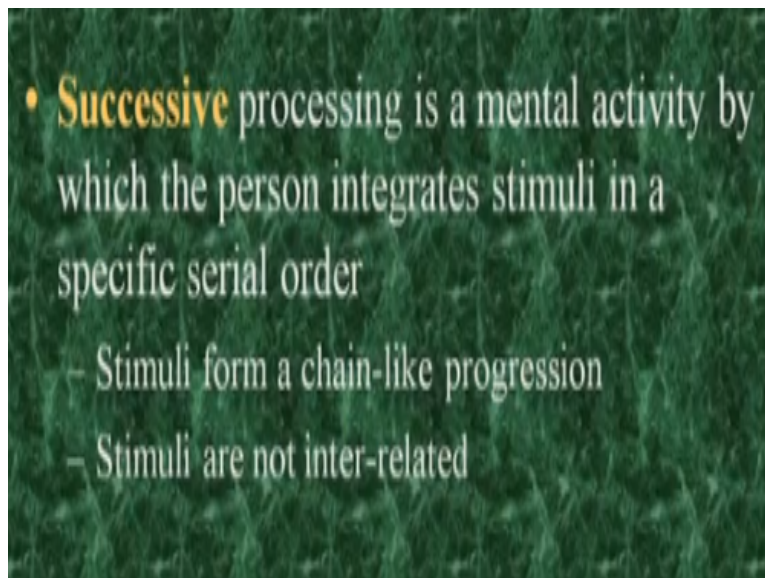 • Successive processing is a mental activity by
which the person integrates stimuli in a
specific serial order
– Stimuli form a chain-like progression
– Stimuli are not inter-related